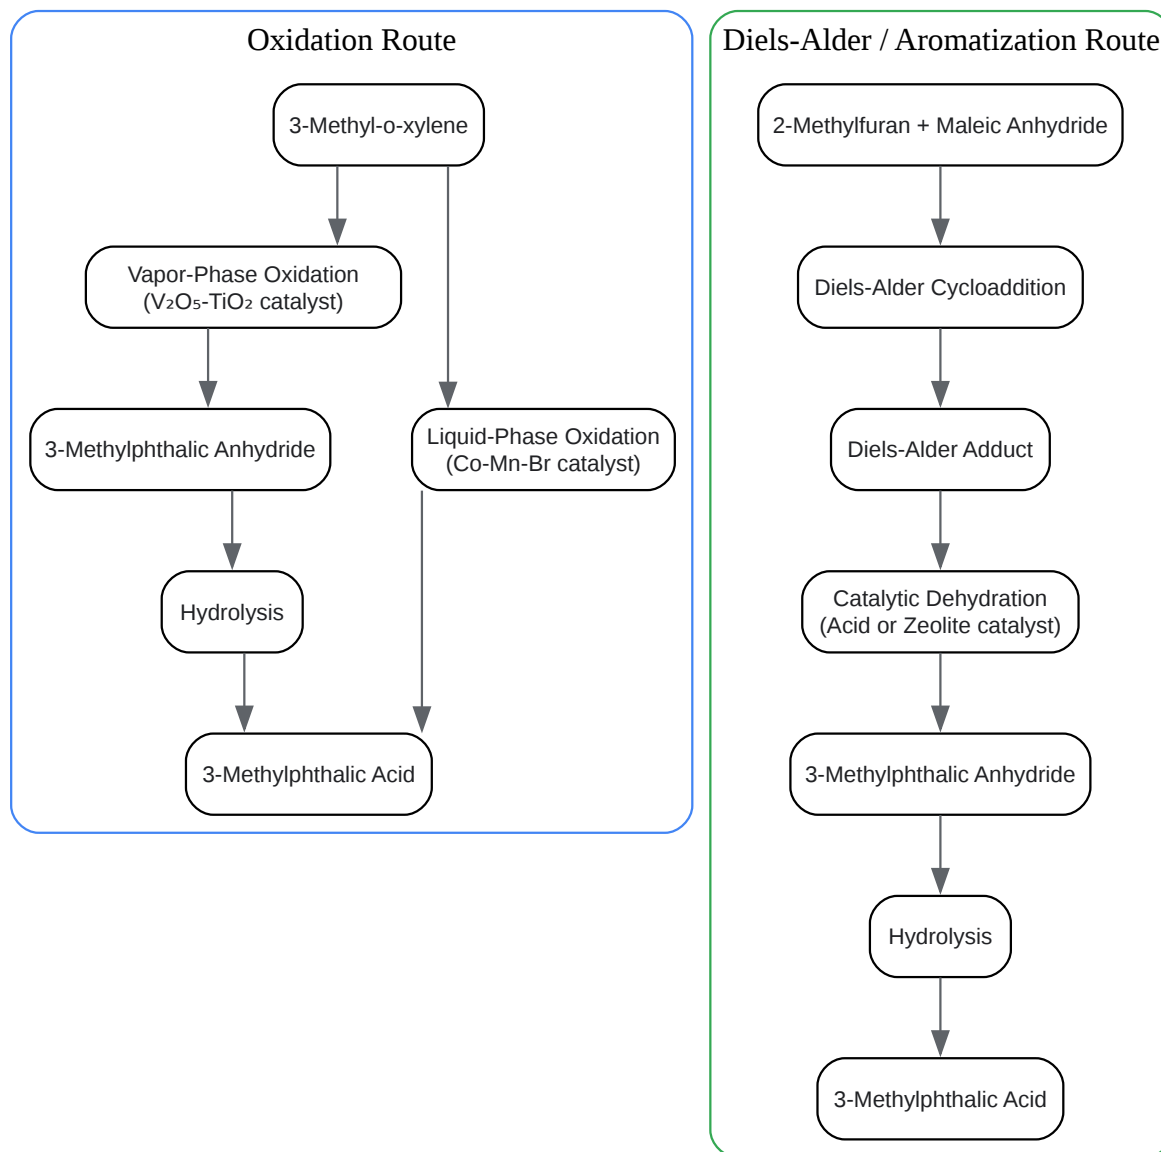 Oxidation Route
3-Methyl-o-xylene
Vapor-Phase Oxidation
(V₂O₅-TiO₂ catalyst)
3-Methylphthalic Anhydride
Liquid-Phase Oxidation
(Co-Mn-Br catalyst)
Hydrolysis
3-Methylphthalic Acid
Diels-Alder / Aromatization Route
2-Methylfuran + Maleic Anhydride
Diels-Alder Cycloaddition
Diels-Alder Adduct
Catalytic Dehydration
(Acid or Zeolite catalyst)
3-Methylphthalic Anhydride
Hydrolysis
3-Methylphthalic Acid